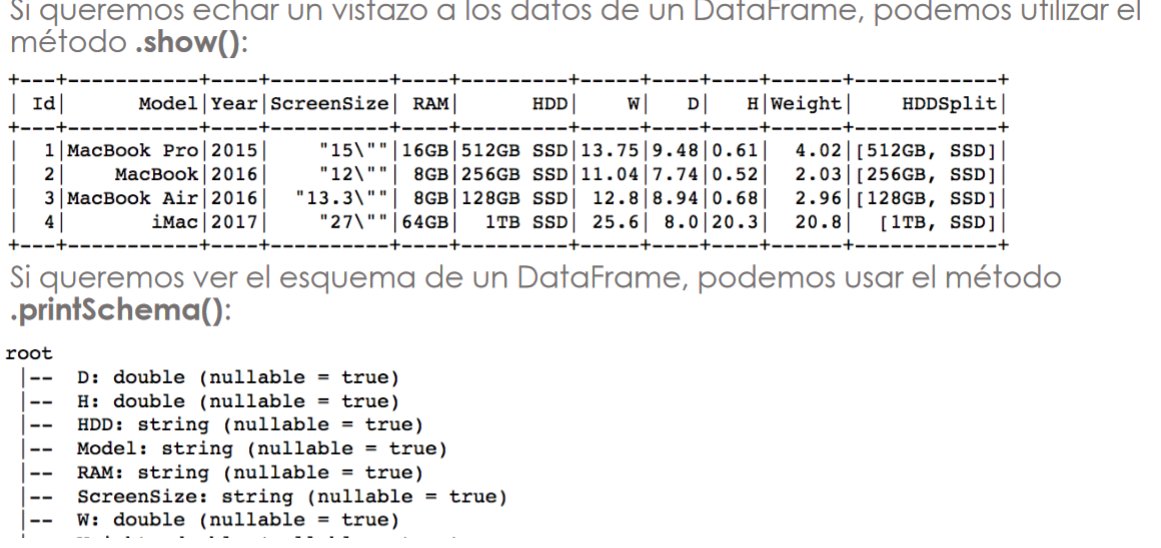 Si queremos echar un vistazo a los datos de un DataFrame, podemos utilizar el
método .show():
+---+-----------+----+----------+----+---------+-----+----+----+------+------------+
| Id|      Model|Year|ScreenSize| RAM|      HDD|    W|   D|   H|Weight|    HDDSplit|
+---+-----------+----+----------+----+---------+-----+----+----+------+------------+
|  1|MacBook Pro|2015|    "15\""|16GB|512GB SSD|13.75|9.48|0.61|  4.02|[512GB, SSD]|
|  2|    MacBook|2016|    "12\""| 8GB|256GB SSD|11.04|7.74|0.52|  2.03|[256GB, SSD]|
|  3|MacBook Air|2016|  "13.3\""| 8GB|128GB SSD| 12.8|8.94|0.68|  2.96|[128GB, SSD]|
|  4|       iMac|2017|    "27\""|64GB|  1TB SSD| 25.6| 8.0|20.3|  20.8|  [1TB, SSD]|
+---+-----------+----+----------+----+---------+-----+----+----+------+------------+
Si queremos ver el esquema de un DataFrame, podemos usar el método
.printSchema():
root
|-- D: double (nullable = true)
|-- H: double (nullable = true)
|-- HDD: string (nullable = true)
|-- Model: string (nullable = true)
|-- RAM: string (nullable = true)
|-- ScreenSize: string (nullable = true)
|-- W: double (nullable = true)